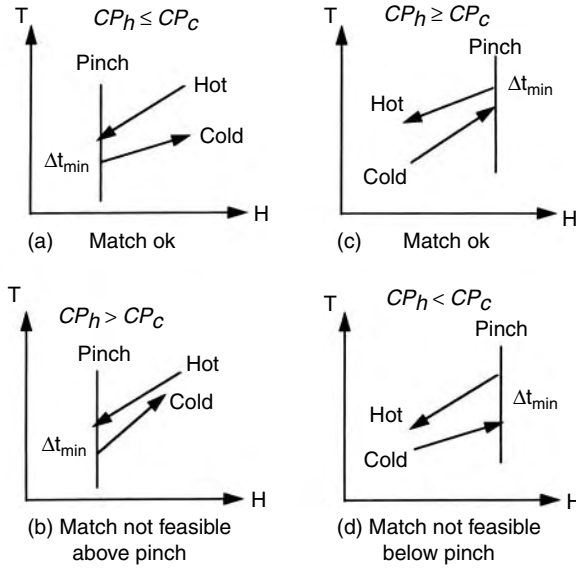 CPh ≤ CPc
T
Pinch
Hot
Cold
Δtmin
H
(a) Match ok
CPh ≥ CPc
T
Pinch
Δtmin
Hot
Cold
H
(c) Match ok
T
CPh > CPc
Pinch
Hot
Cold
Δtmin
H
(b) Match not feasible
above pinch
T
CPh < CPc
Pinch
Δtmin
Hot
Cold
H
(d) Match not feasible
below pinch